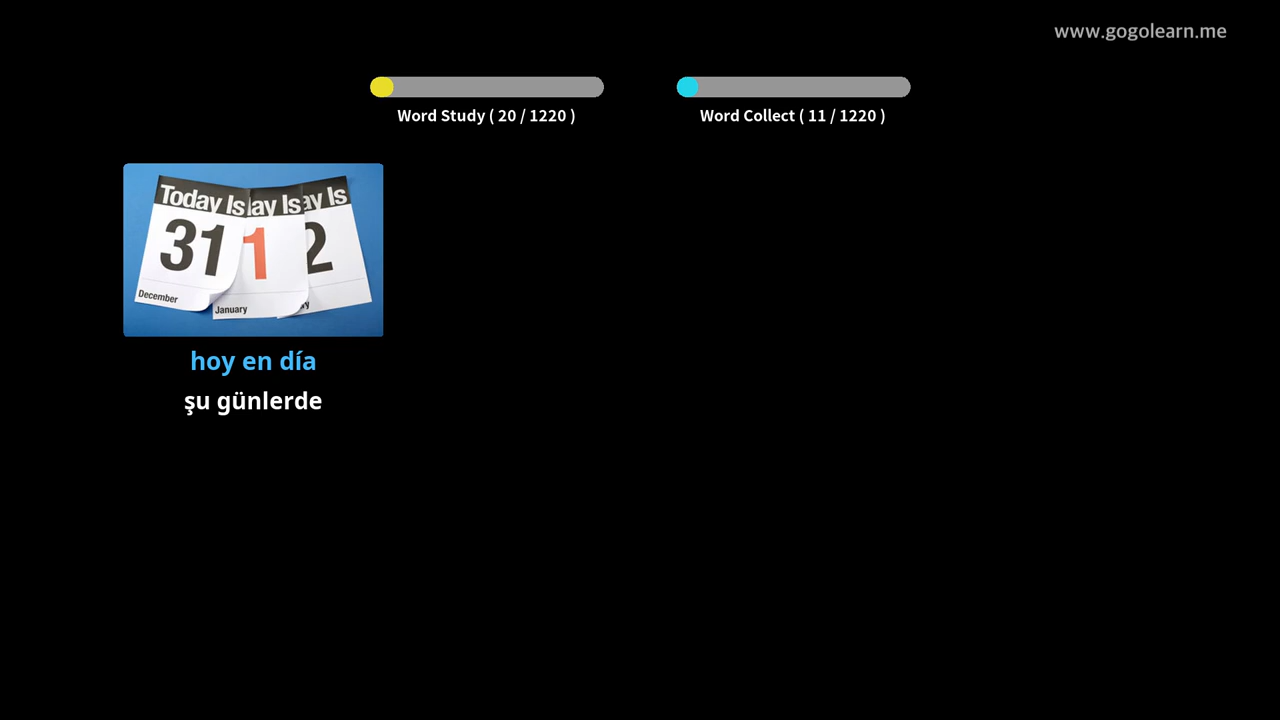 www.gogolearn.me
Word Study ( 20 / 1220 )
Word Collect ( 11 / 1220 )
Today Is
ay Is
ay Is
31
1
2
December
January
ry
hoy en día
şu günlerde